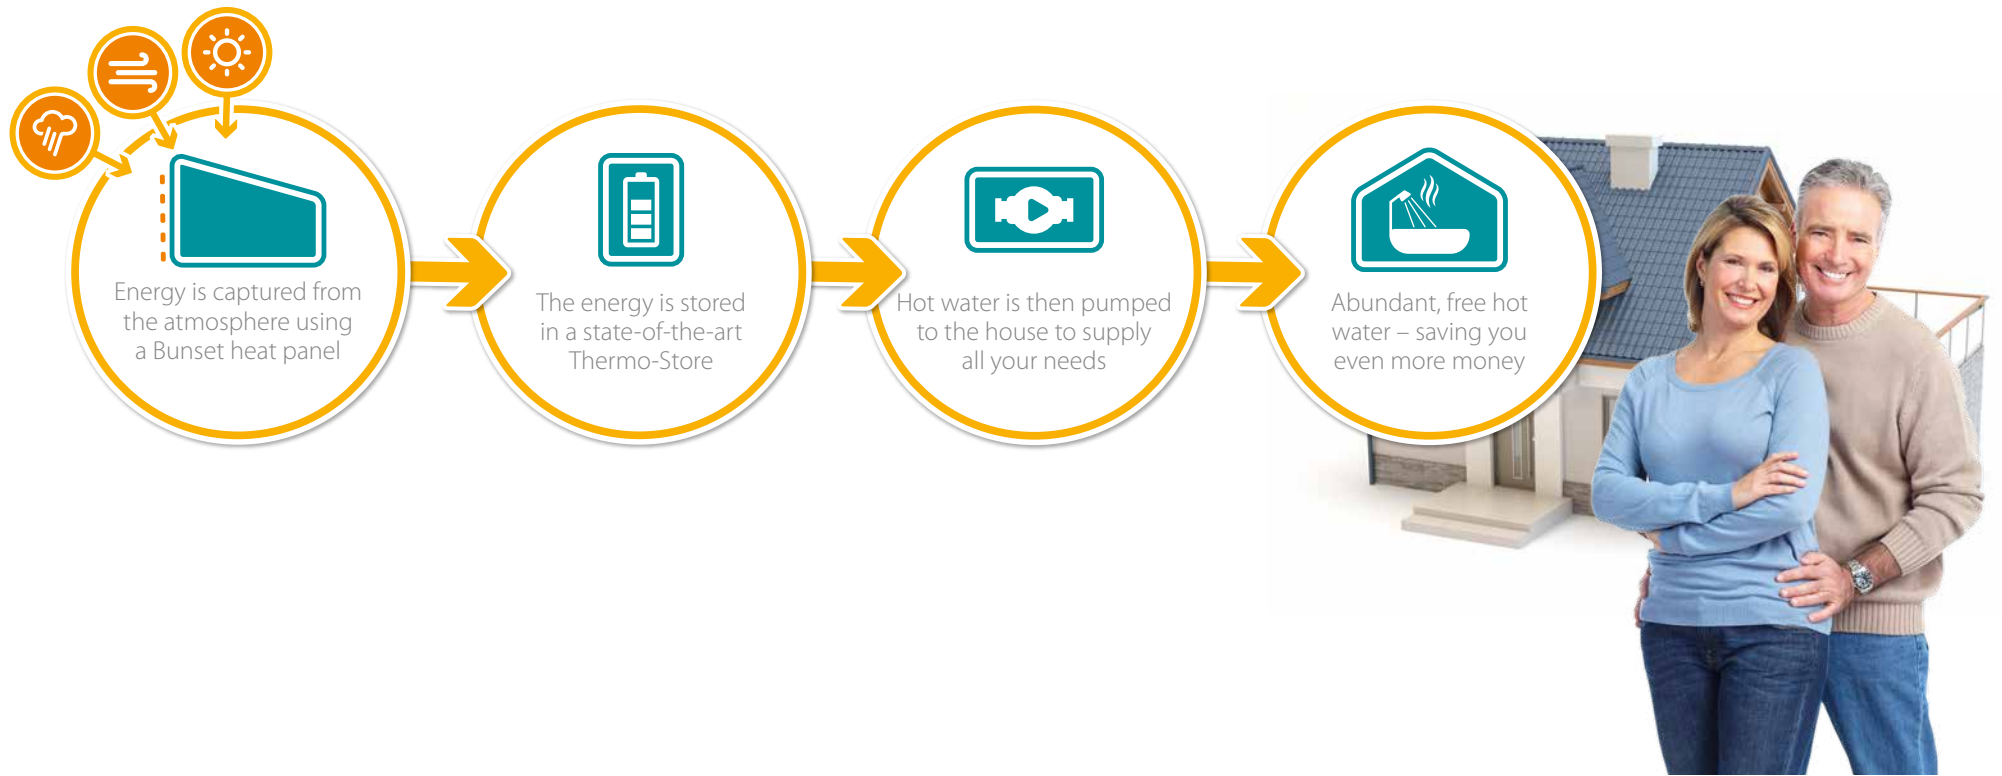 Energy is captured from
the atmosphere using
a Bunset heat panel
The energy is stored
in a state-of-the-art
Thermo-Store
Hot water is then pumped
to the house to supply
all your needs
Abundant, free hot
water – saving you
even more money